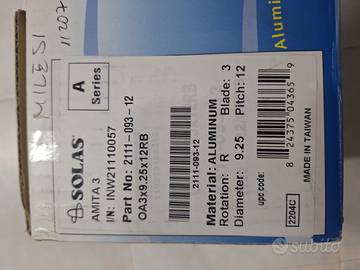 MILESI
11207
A
Series
SOLAS
AMITA 3
IN: INW21110057
Part No: 2111-093-12
OA3x9.25x12RB
2111-093-12
Material: ALUMINUM
Rotation: R Blade: 3
Diameter: 9.25 Pitch: 12
upc code:
8 24375 04365 9
MADE IN TAIWAN
2204C
Alumin
subito